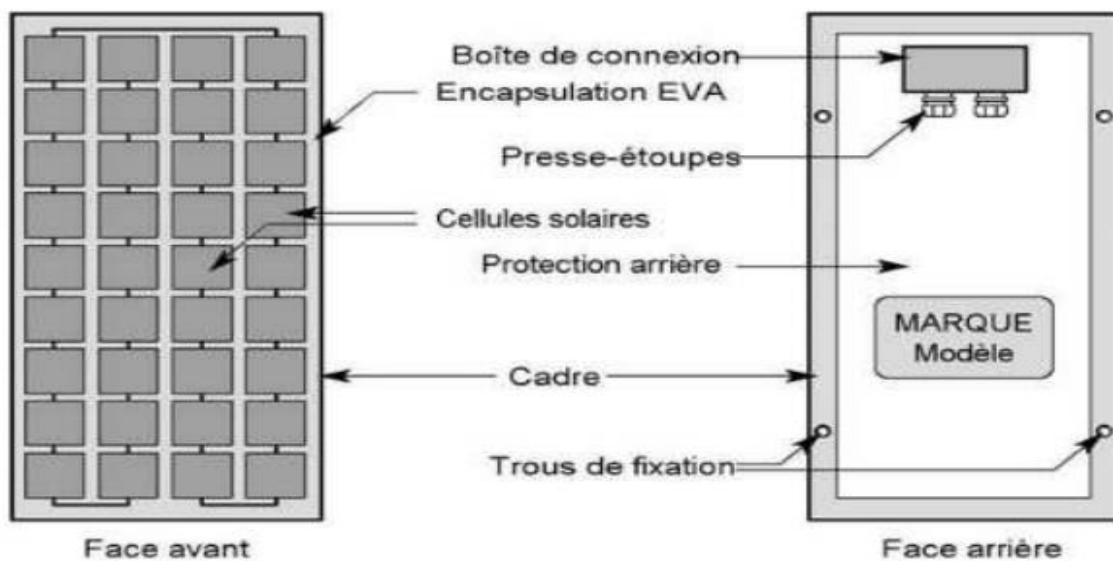 Boîte de connexion
Encapsulation EVA
Presse-étoupes
Cellules solaires
Protection arrière
MARQUE
Modèle
Cadre
Trous de fixation
Face avant
Face arrière